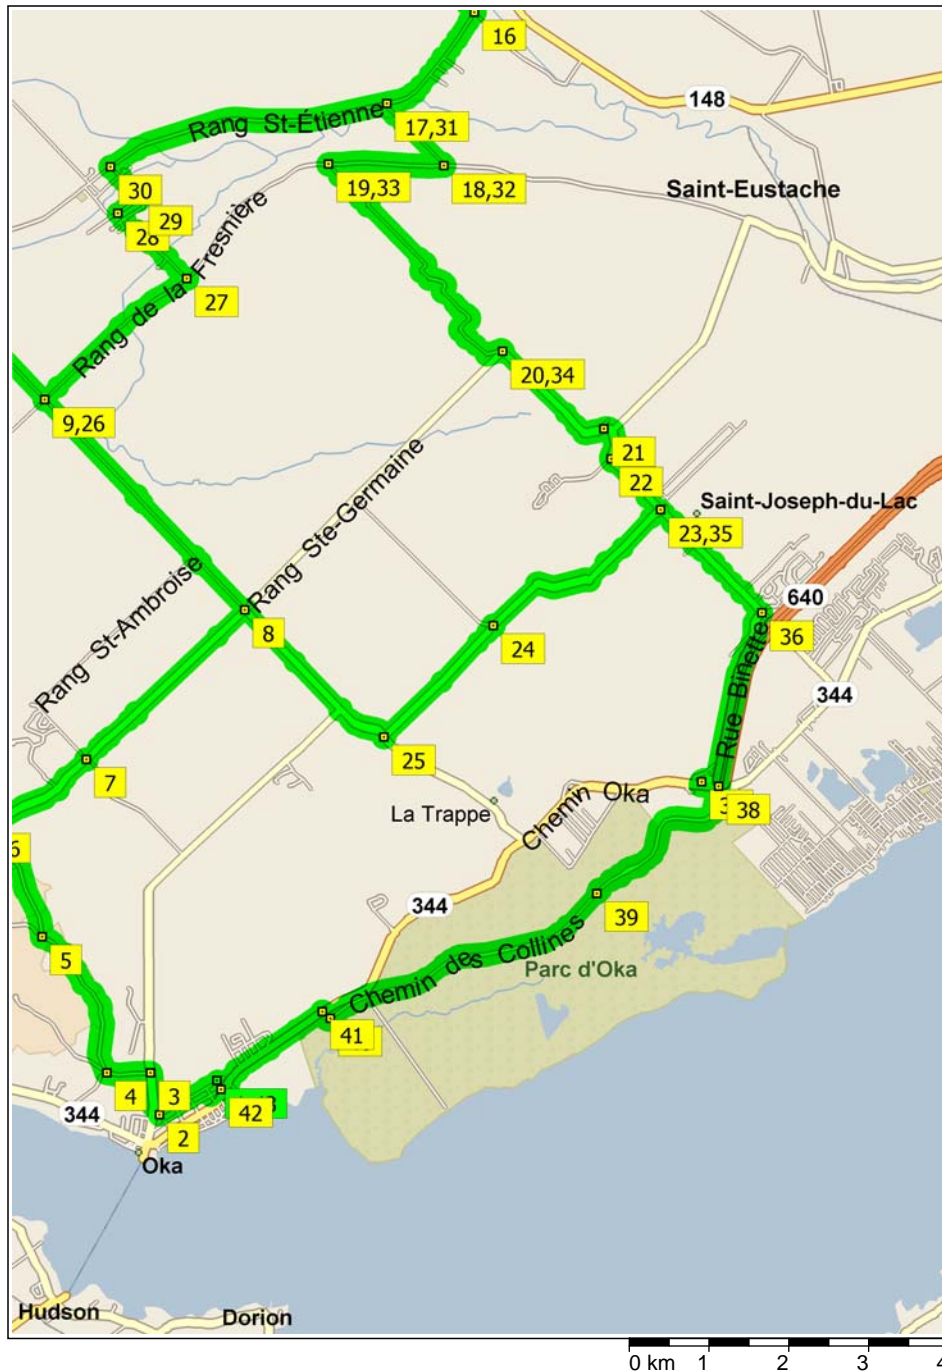 16
148
Rang St-Étienne
17,31
30
19,33
18,32
Saint-Eustache
29
28
Rang de la Fresnière
27
20,34
9,26
21
22
Rang Ste-Germaine
Saint-Joseph-du-Lac
23,35
Rang St-Ambroise
640
8
36
24
Rue Binette
344
25
7
La Trappe
Chemin Oka
38
6
344
39
5
Chemin des Collines
Parc d'Oka
41
4
3
42
344
2
Oka
Hudson
Dorion
0 km 1 2 3 4